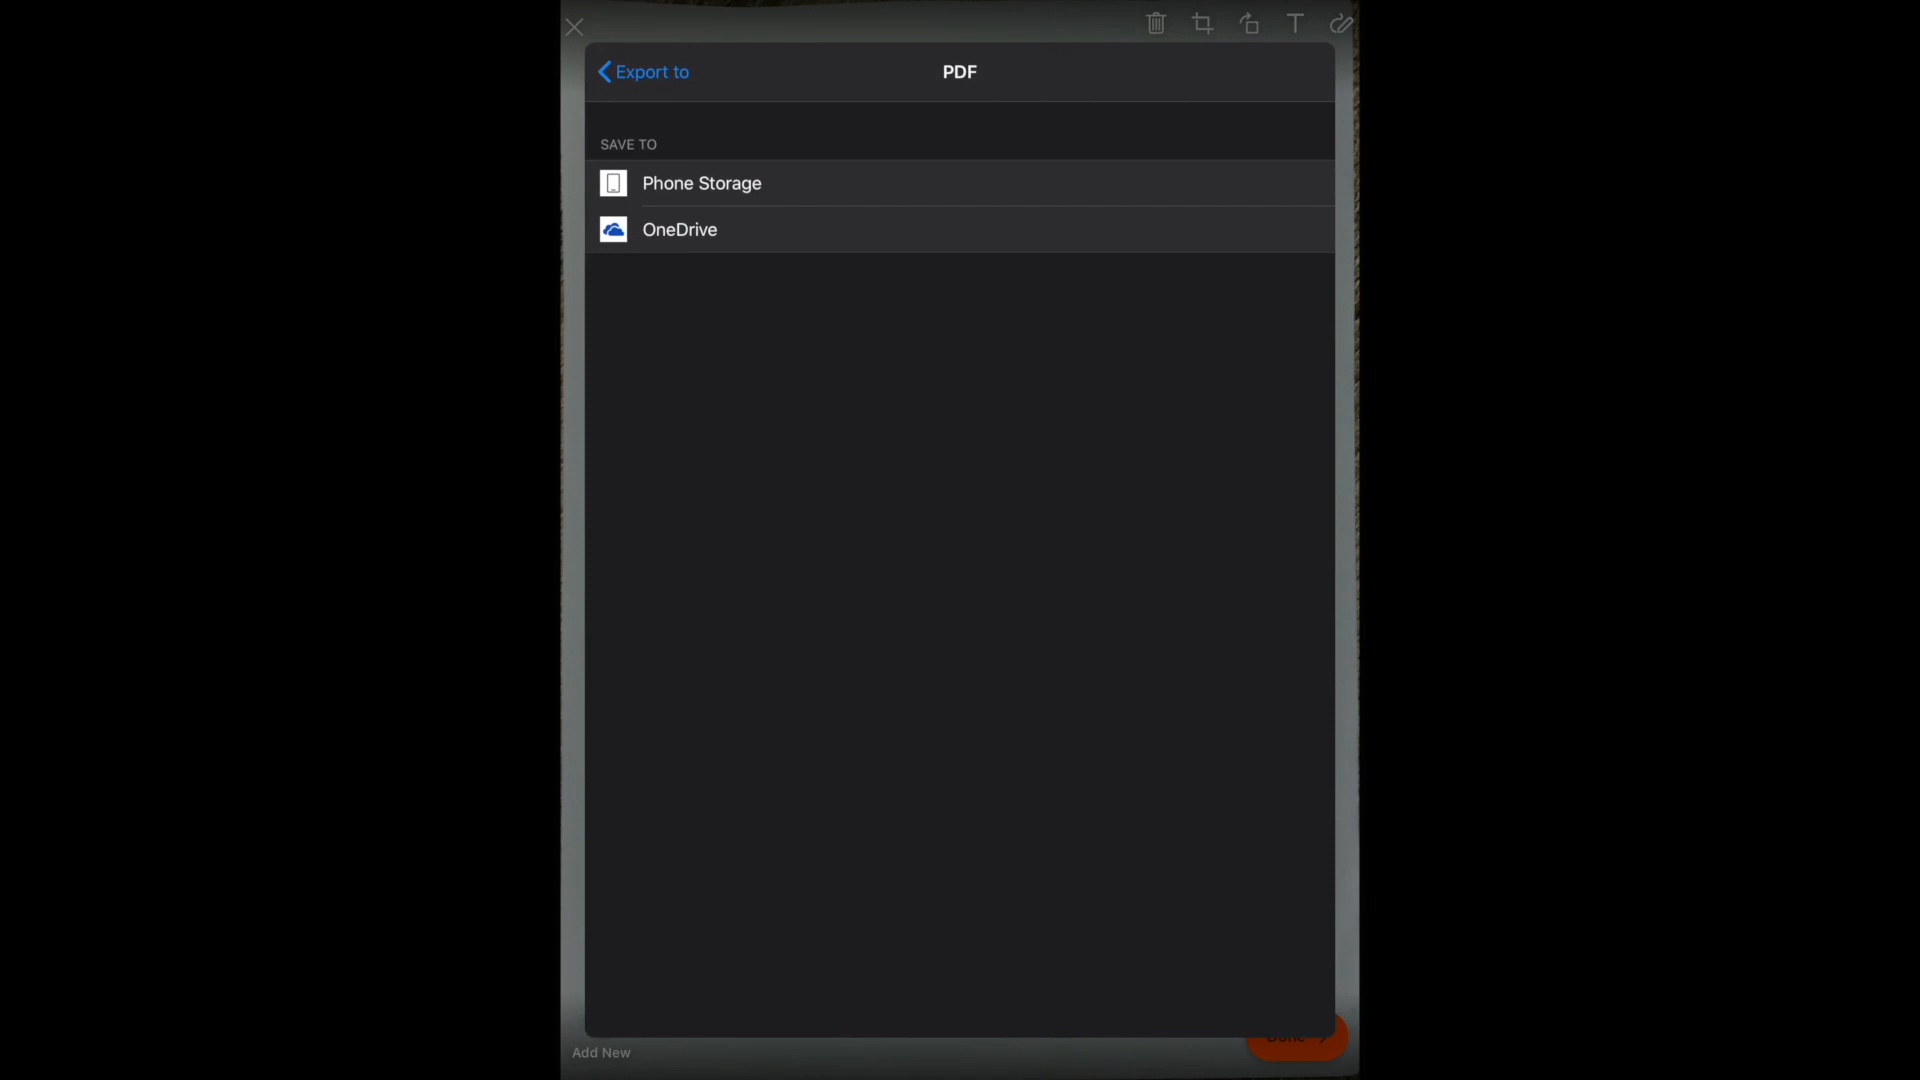 Export to
PDF
SAVE TO
Phone Storage
OneDrive
Done
Add New